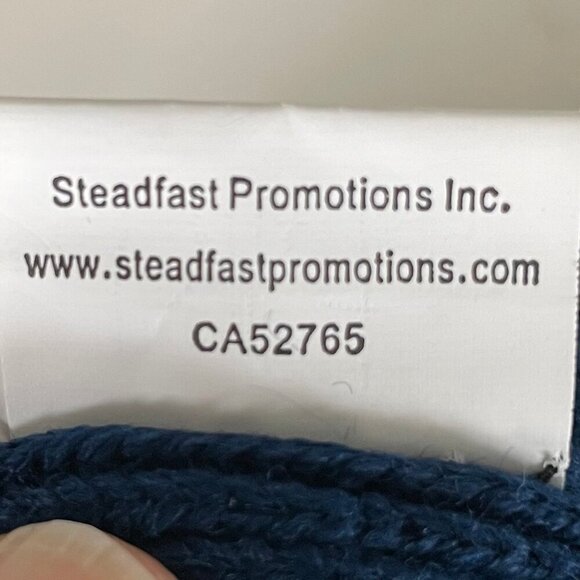 Steadfast Promotions Inc.
www.steadfastpromotions.com
CA52765